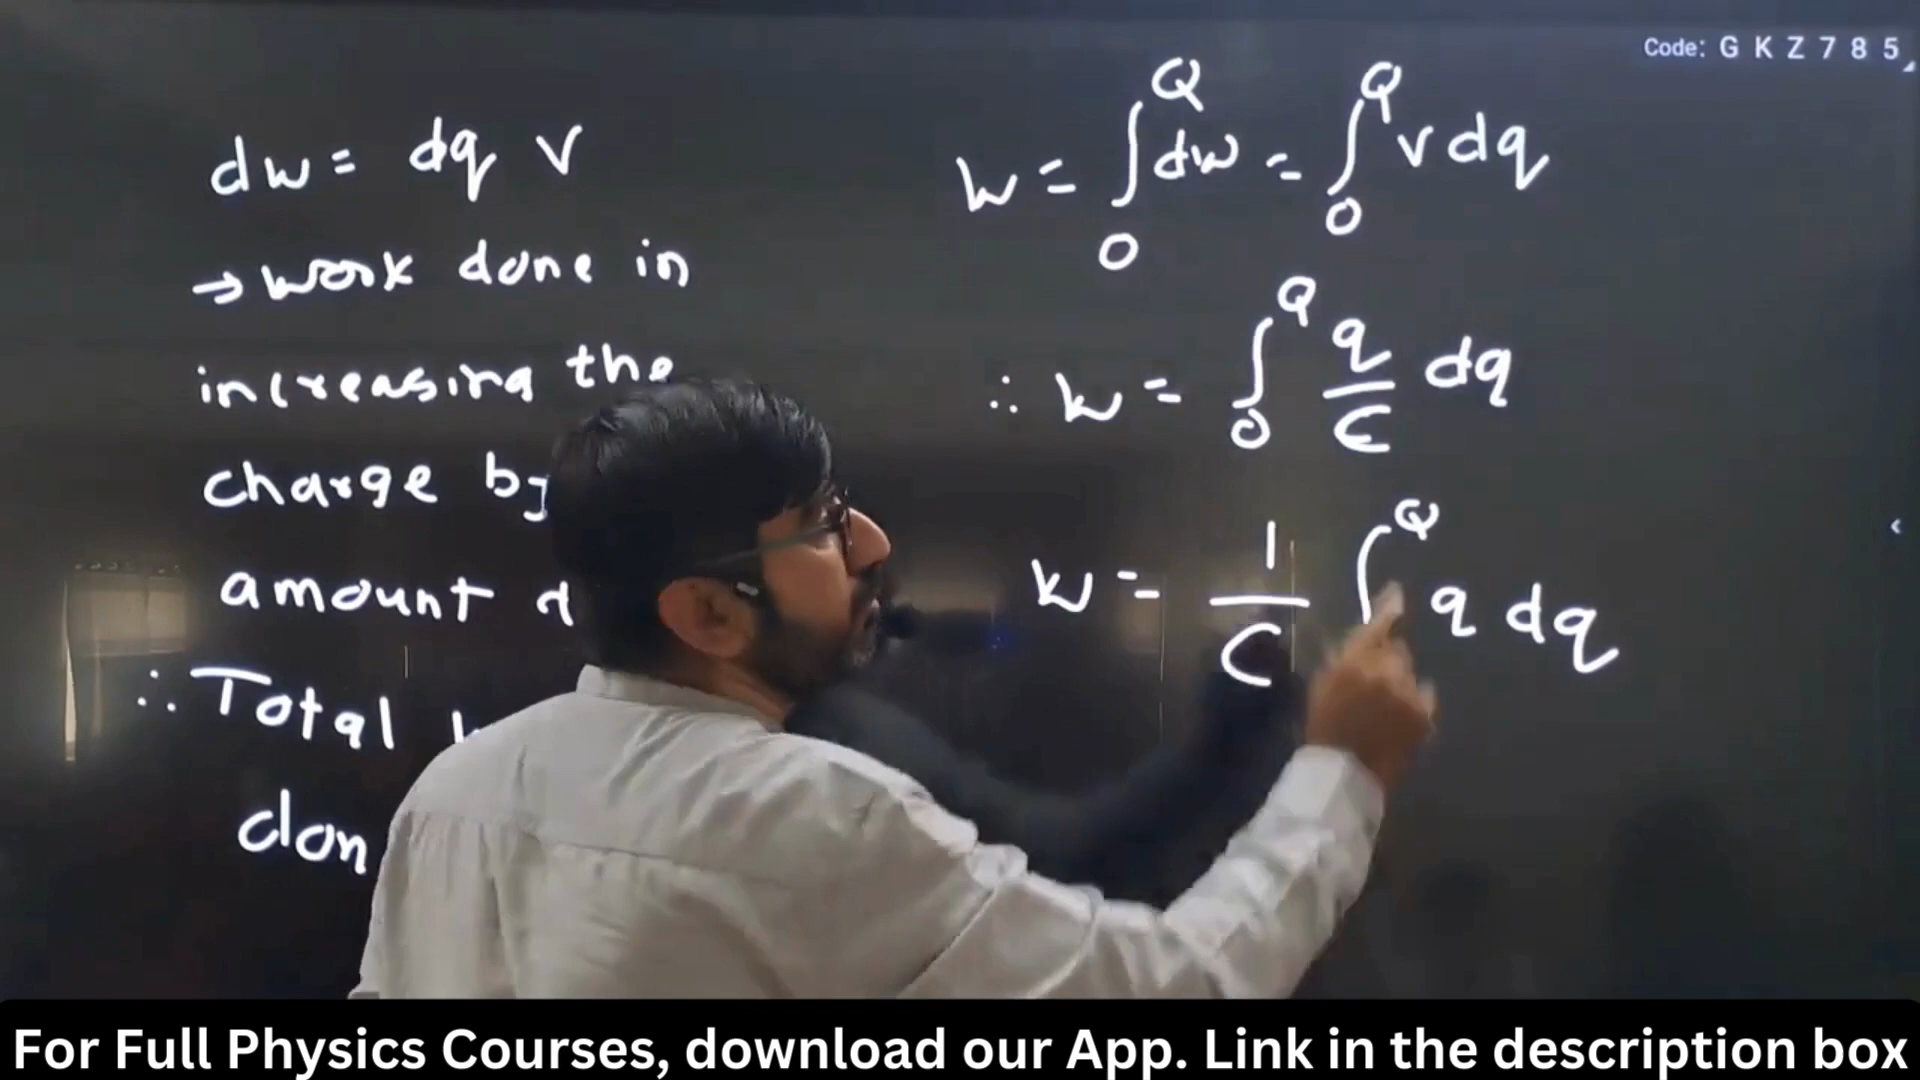 Code: G K Z 7 8 5
dw = dq v
→ work done in
increasing the
charge by
amount
∴ Total
don
W = ∫₀^Q dw = ∫₀^Q v dq
∴ W = ∫₀^Q q/C dq
W = 1/C ∫^Q q dq
For Full Physics Courses, download our App. Link in the description box